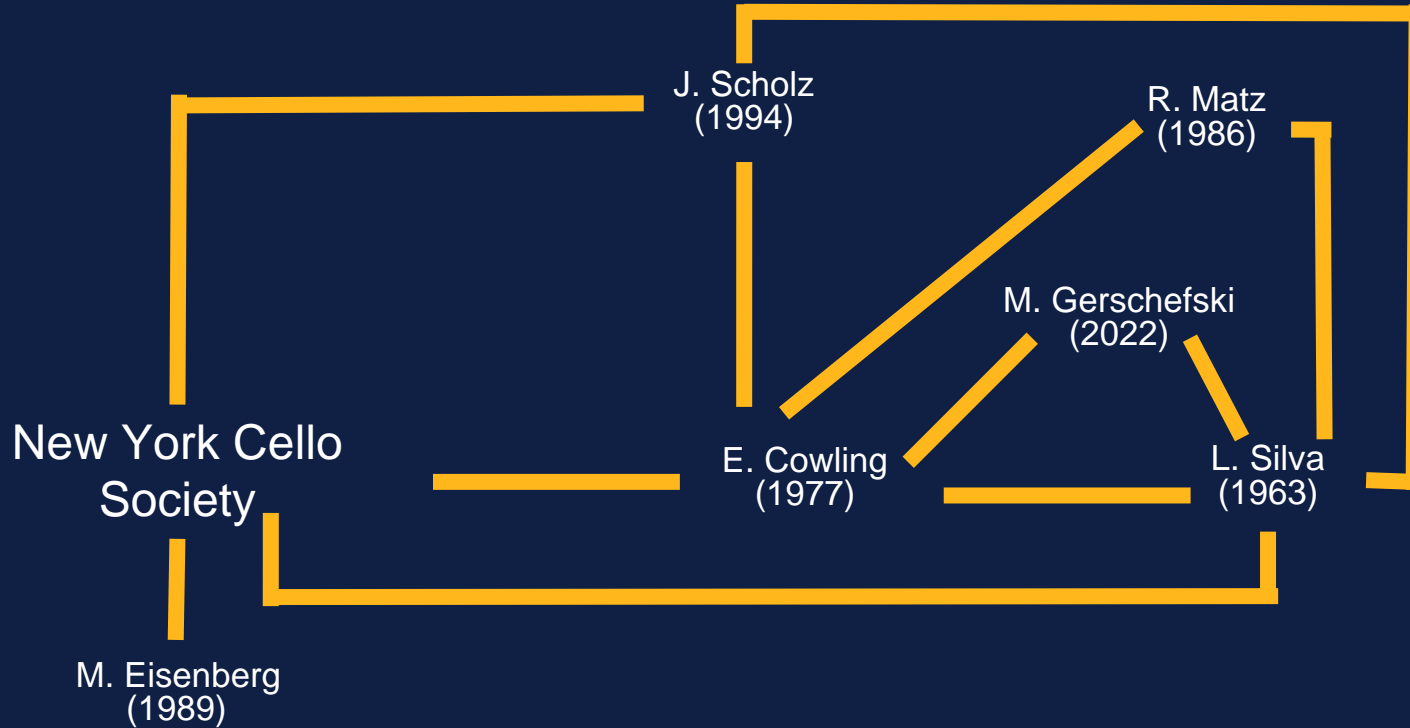 J. Scholz
(1994)
R. Matz
(1986)
M. Gerschefski
(2022)
New York Cello
Society
E. Cowling
(1977)
L. Silva
(1963)
M. Eisenberg
(1989)